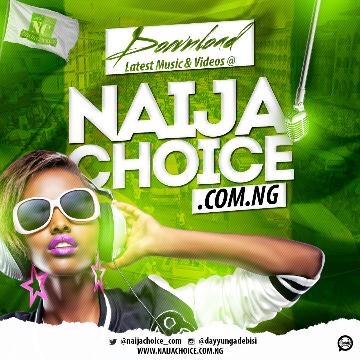 Download
Latest Music & Videos @
NAIJA
CHOICE
.COM.NG
@naijachoice_com @dayyungadebisi
WWW.NAIJACHOICE.COM.NG